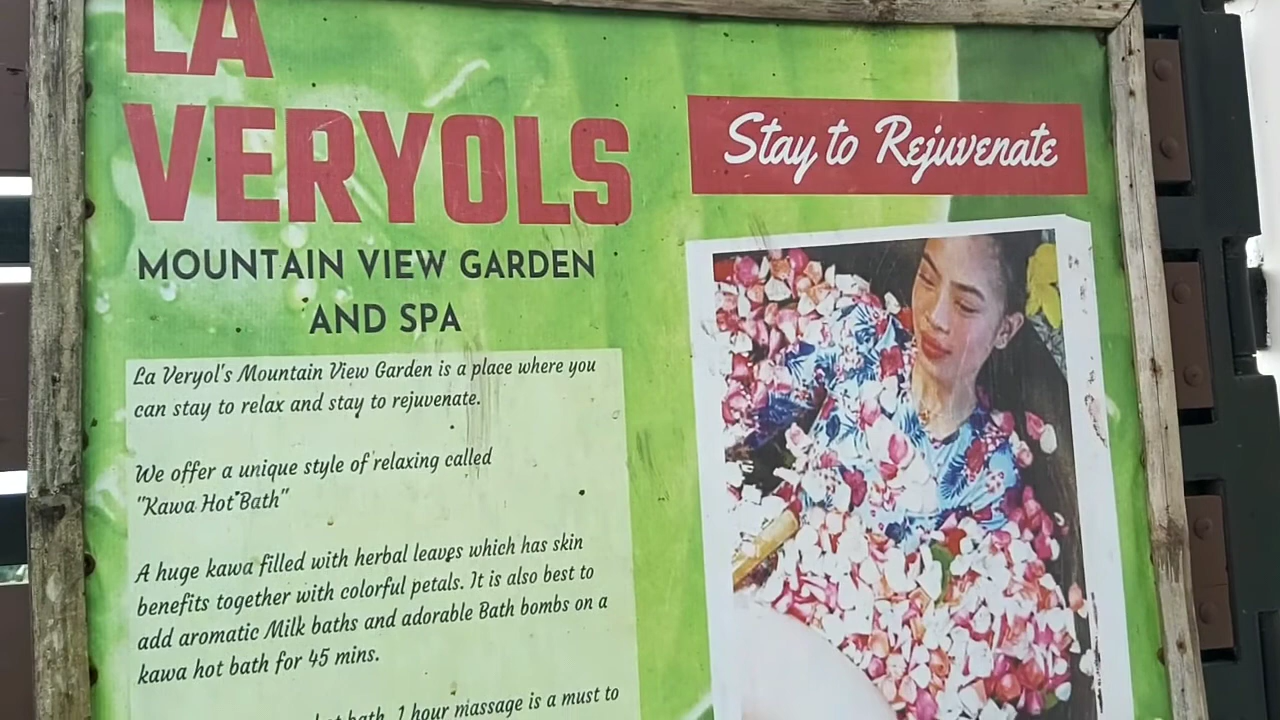 LA
VERYOLS
MOUNTAIN VIEW GARDEN
AND SPA
Stay to Rejuvenate
La Veryol's Mountain View Garden is a place where you
can stay to relax and stay to rejuvenate.
We offer a unique style of relaxing called
"Kawa Hot Bath"
A huge kawa filled with herbal leaves which has skin
benefits together with colorful petals. It is also best to
add aromatic Milk baths and adorable Bath bombs on a
kawa hot bath for 45 mins.
bath, 1 hour massage is a must to